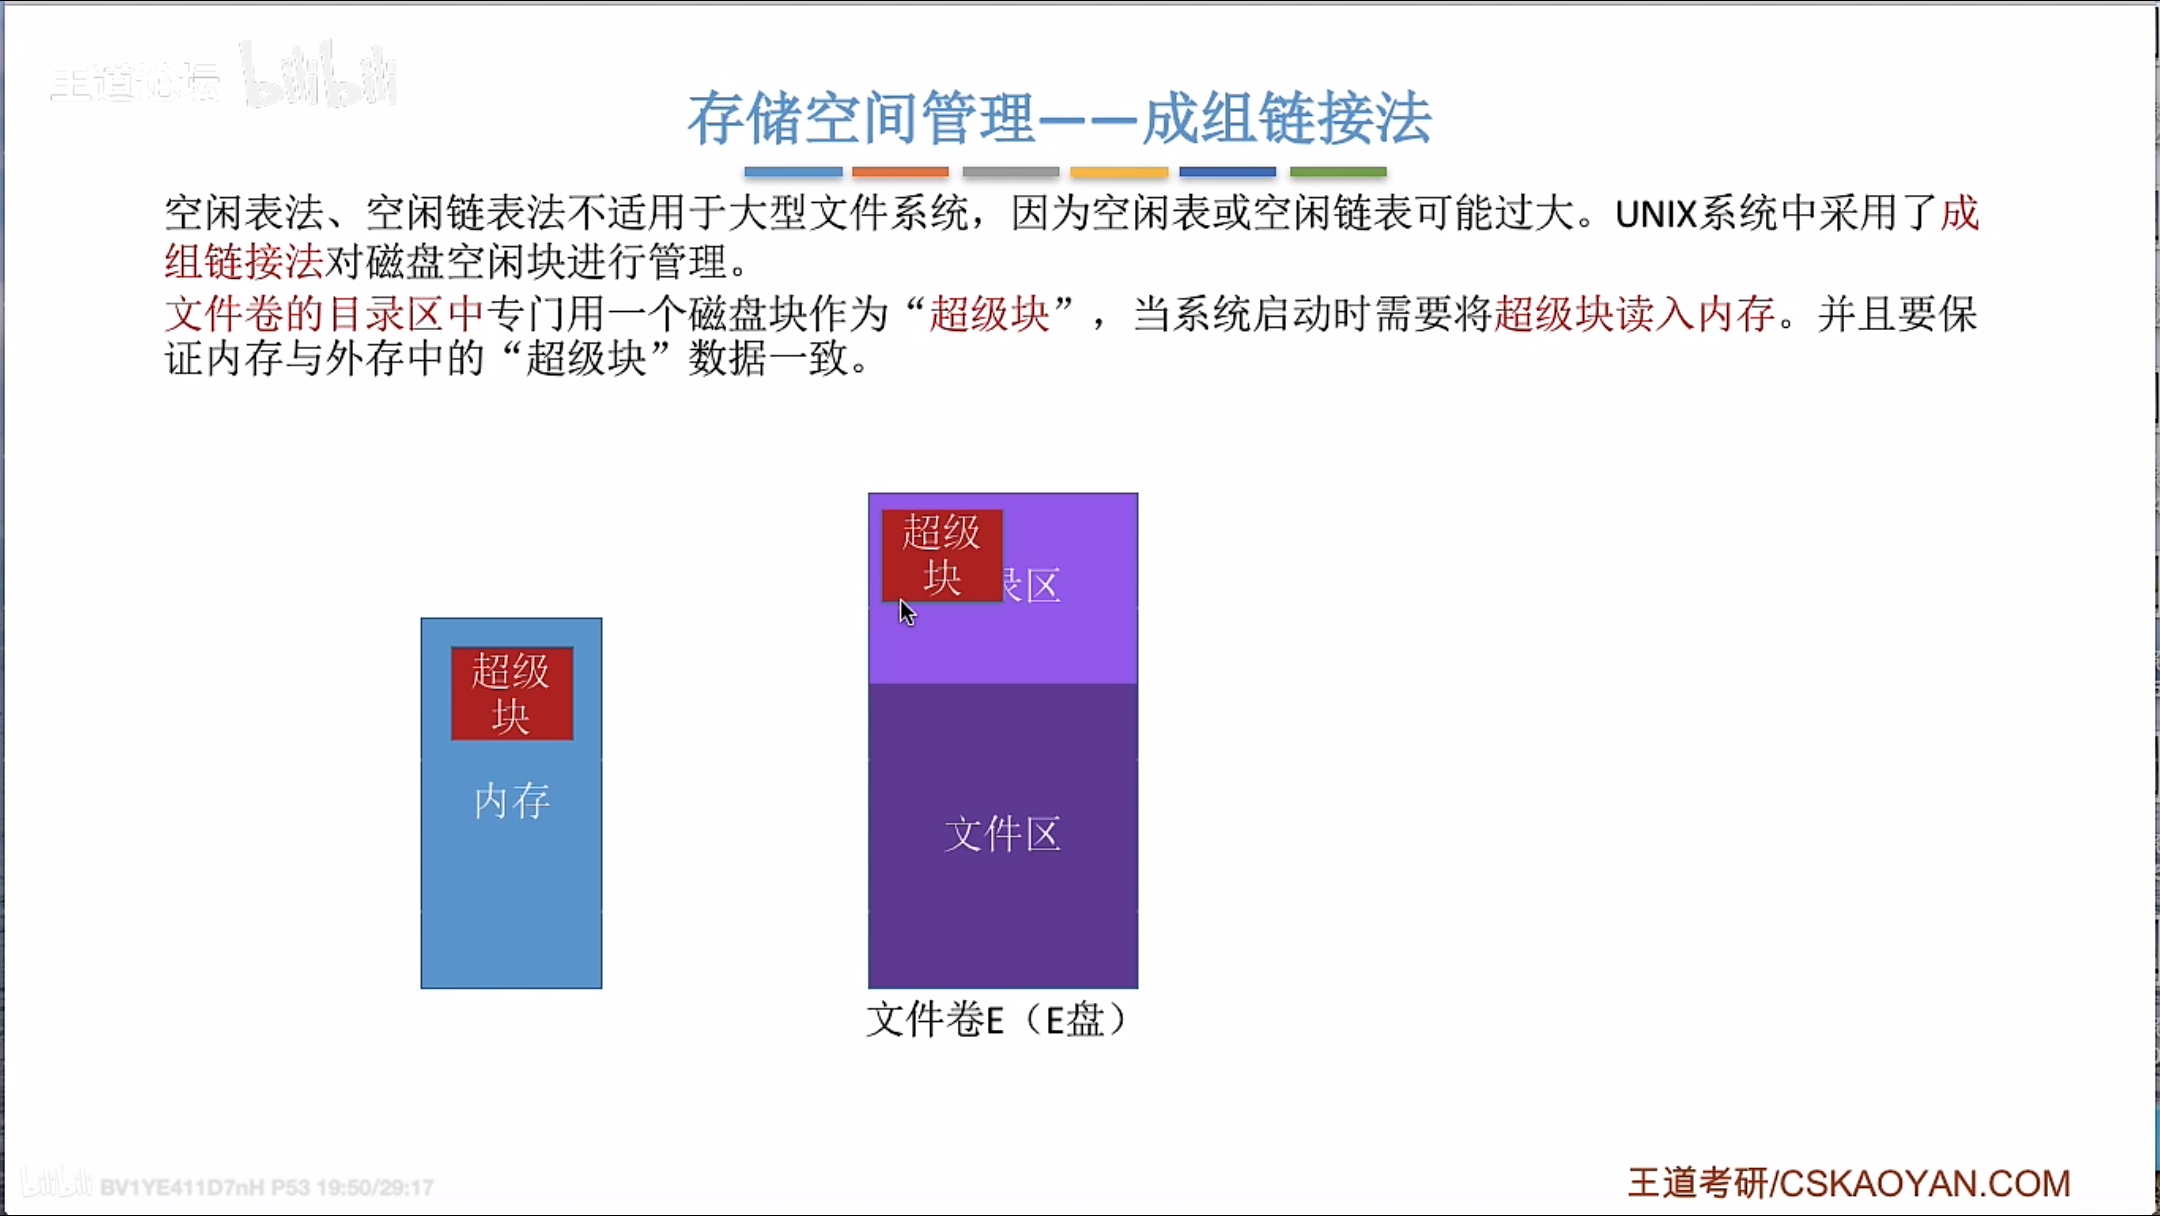 王道论坛 bilibili
存储空间管理——成组链接法
空闲表法、空闲链表法不适用于大型文件系统，因为空闲表或空闲链表可能过大。UNIX系统中采用了成
组链接法对磁盘空闲块进行管理。
文件卷的目录区中专门用一个磁盘块作为“超级块”，当系统启动时需要将超级块读入内存。并且要保
证内存与外存中的“超级块”数据一致。
超级
块
录区
超级
块
内存
文件区
文件卷E（E盘）
bilibili BV1YE411D7nH P53 19:50/29:17
王道考研/CSKAOYAN.COM